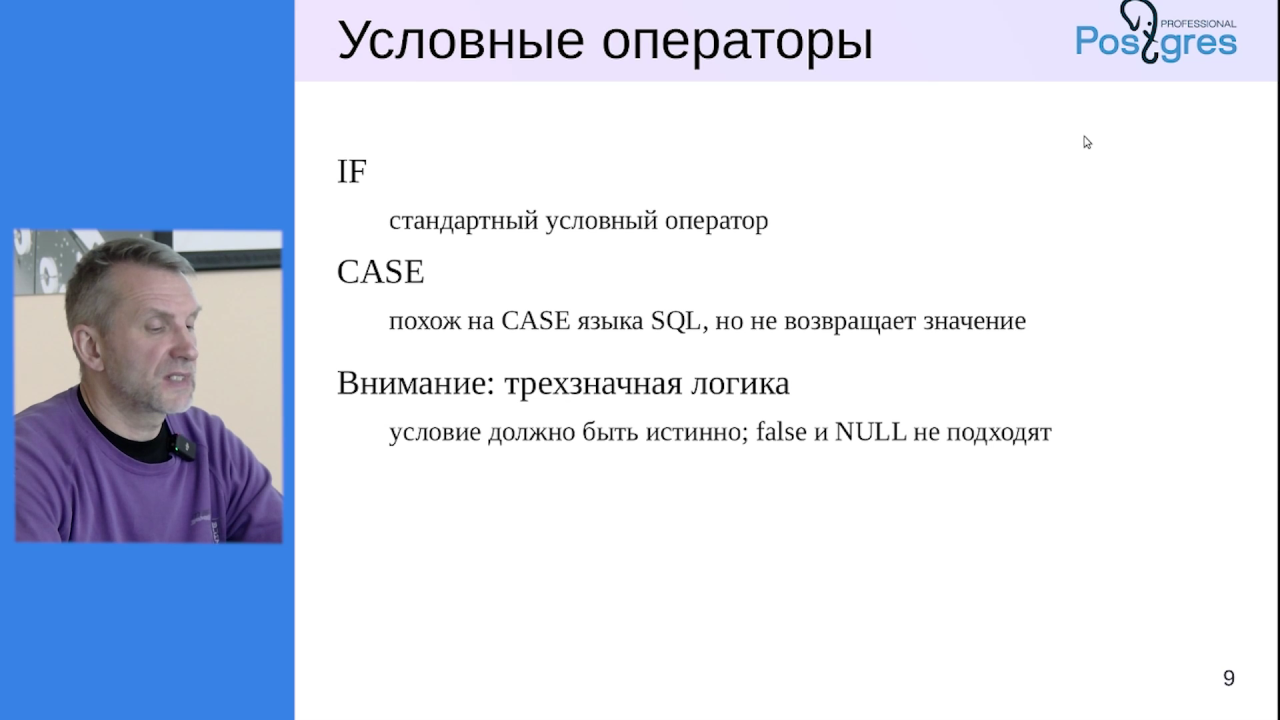 Условные операторы
PROFESSIONAL
Postgres
IF
стандартный условный оператор
CASE
похож на CASE языка SQL, но не возвращает значение
Внимание: трехзначная логика
условие должно быть истинно; false и NULL не подходят
9